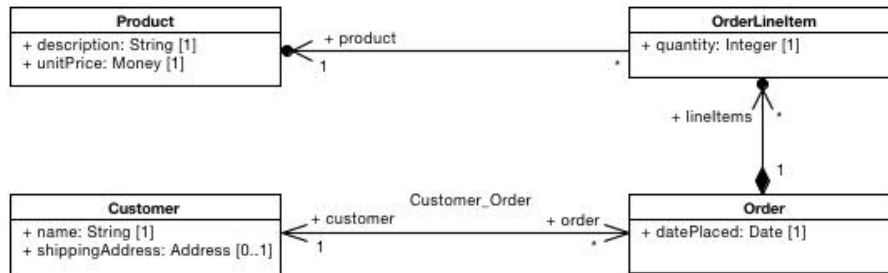 Product
+ description: String [1]
+ unitPrice: Money [1]
+ product
1
*
OrderLineItem
+ quantity: Integer [1]
+ lineItems
*
1
Customer
+ name: String [1]
+ shippingAddress: Address [0..1]
Customer_Order
+ customer
1
+ order
*
Order
+ datePlaced: Date [1]